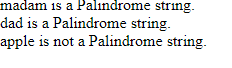 madam is a Palindrome string.
dad is a Palindrome string.
apple is not a Palindrome string.